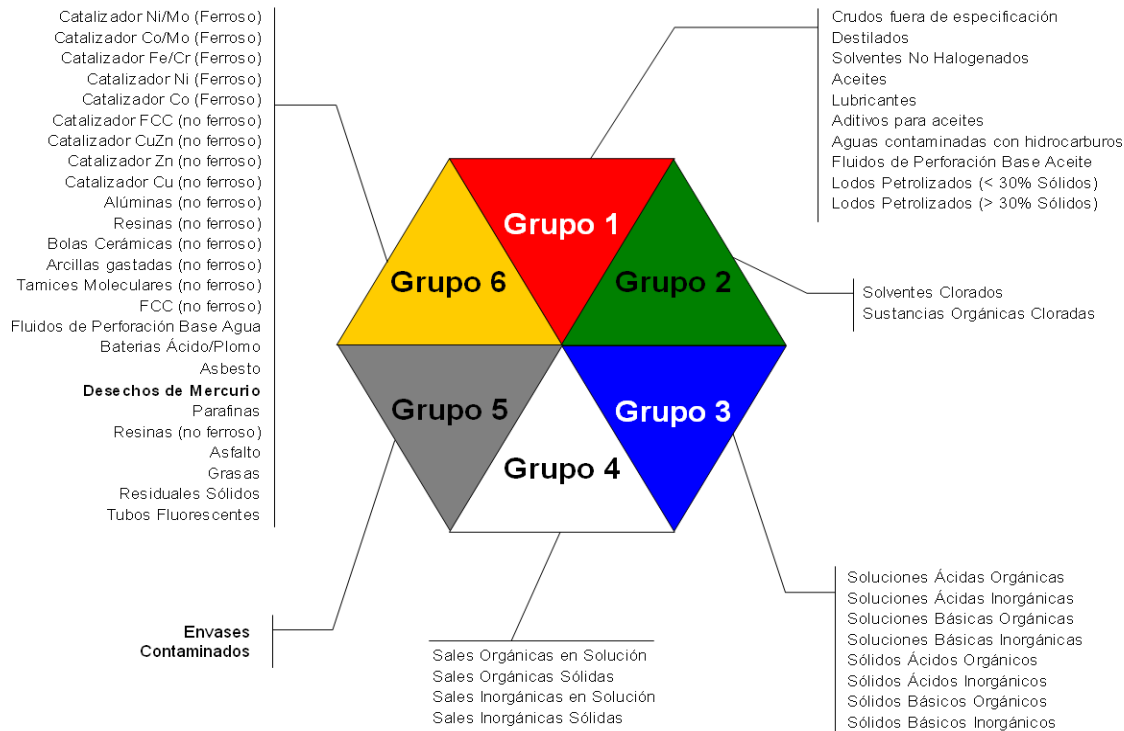 Catalizador Ni/Mo (Ferroso)
Catalizador Co/Mo (Ferroso)
Catalizador Fe/Cr (Ferroso)
Catalizador Ni (Ferroso)
Catalizador Co (Ferroso)
Catalizador FCC (no ferroso)
Catalizador CuZn (no ferroso)
Catalizador Zn (no ferroso)
Catalizador Cu (no ferroso)
Alúminas (no ferroso)
Resinas (no ferroso)
Bolas Cerámicas (no ferroso)
Arcillas gastadas (no ferroso)
Tamices Moleculares (no ferroso)
FCC (no ferroso)
Fluidos de Perforación Base Agua
Baterias Ácido/Plomo
Asbesto
Desechos de Mercurio
Parafinas
Resinas (no ferroso)
Asfalto
Grasas
Residuales Sólidos
Tubos Fluorescentes
Crudos fuera de especificación
Destilados
Solventes No Halogenados
Aceites
Lubricantes
Aditivos para aceites
Aguas contaminadas con hidrocarburos
Fluidos de Perforación Base Aceite
Lodos Petrolizados (< 30% Sólidos)
Lodos Petrolizados (> 30% Sólidos)
Grupo 1
Grupo 6
Grupo 2
Grupo 5
Grupo 3
Grupo 4
Solventes Clorados
Sustancias Orgánicas Cloradas
Envases
Contaminados
Sales Orgánicas en Solución
Sales Orgánicas Sólidas
Sales Inorgánicas en Solución
Sales Inorgánicas Sólidas
Soluciones Ácidas Orgánicas
Soluciones Ácidas Inorgánicas
Soluciones Básicas Orgánicas
Soluciones Básicas Inorgánicas
Sólidos Ácidos Orgánicos
Sólidos Ácidos Inorgánicos
Sólidos Básicos Orgánicos
Sólidos Básicos Inorgánicos